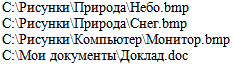 C:\Рисунки\Природа\Небо.bmp
C:\Рисунки\Природа\Снег.bmp
C:\Рисунки\Компьютер\Монитор.bmp
C:\Мои документы\Доклад.doc